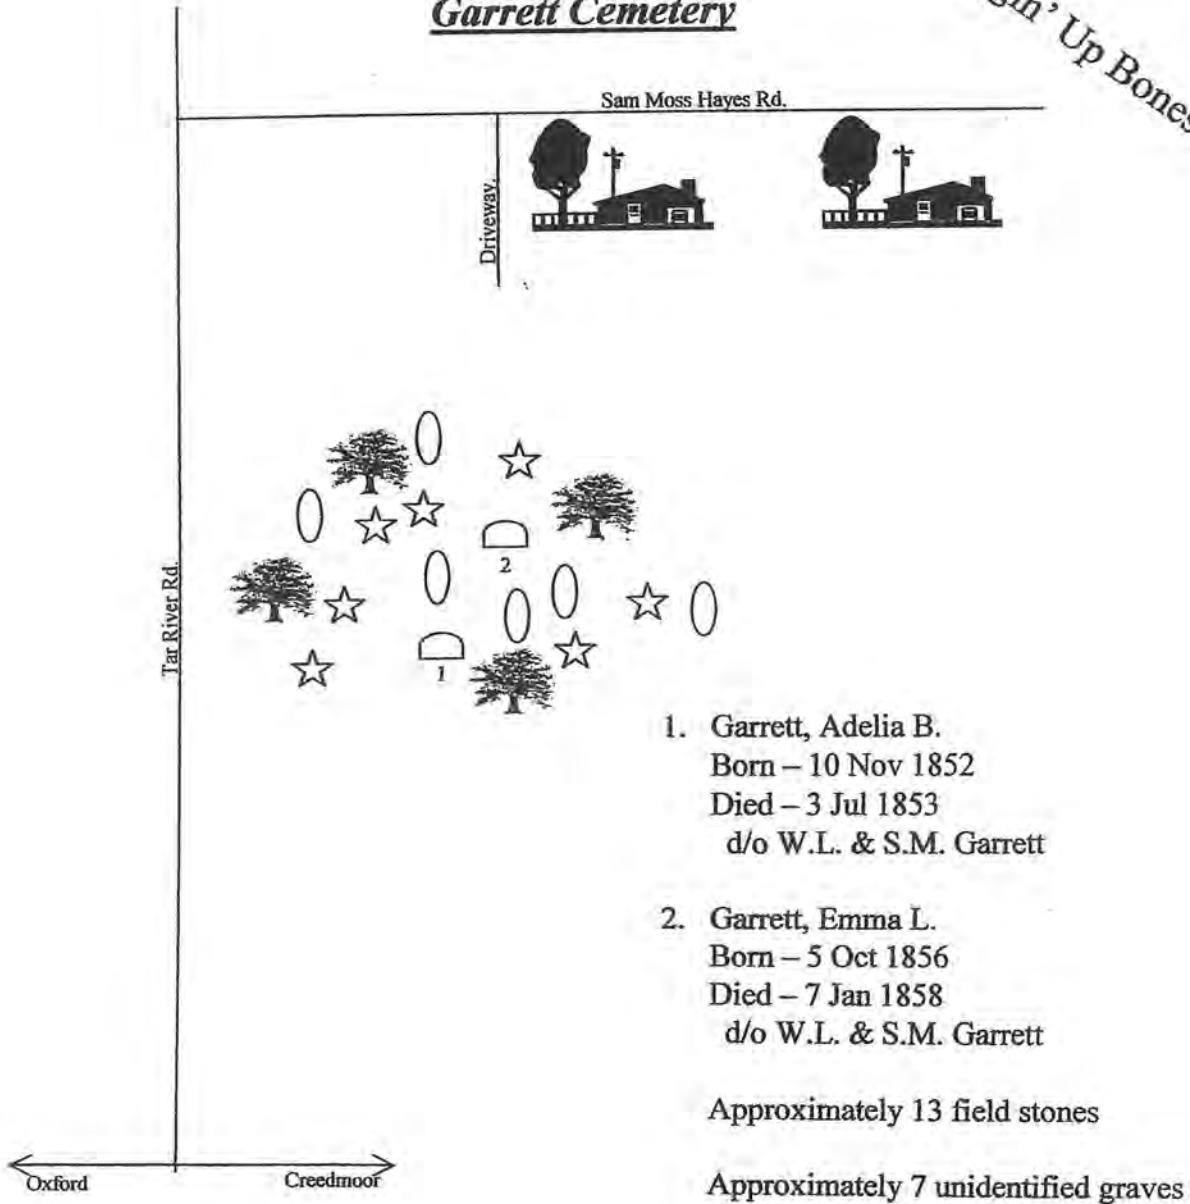 Garrett Cemetery
Up Bones
Sam Moss Hayes Rd.
Driveway.
Tar River Rd.
2
1
1. Garrett, Adelia B.
Born – 10 Nov 1852
Died – 3 Jul 1853
d/o W.L. & S.M. Garrett
2. Garrett, Emma L.
Born – 5 Oct 1856
Died – 7 Jan 1858
d/o W.L. & S.M. Garrett
Approximately 13 field stones
Approximately 7 unidentified graves
Oxford
Creedmoor